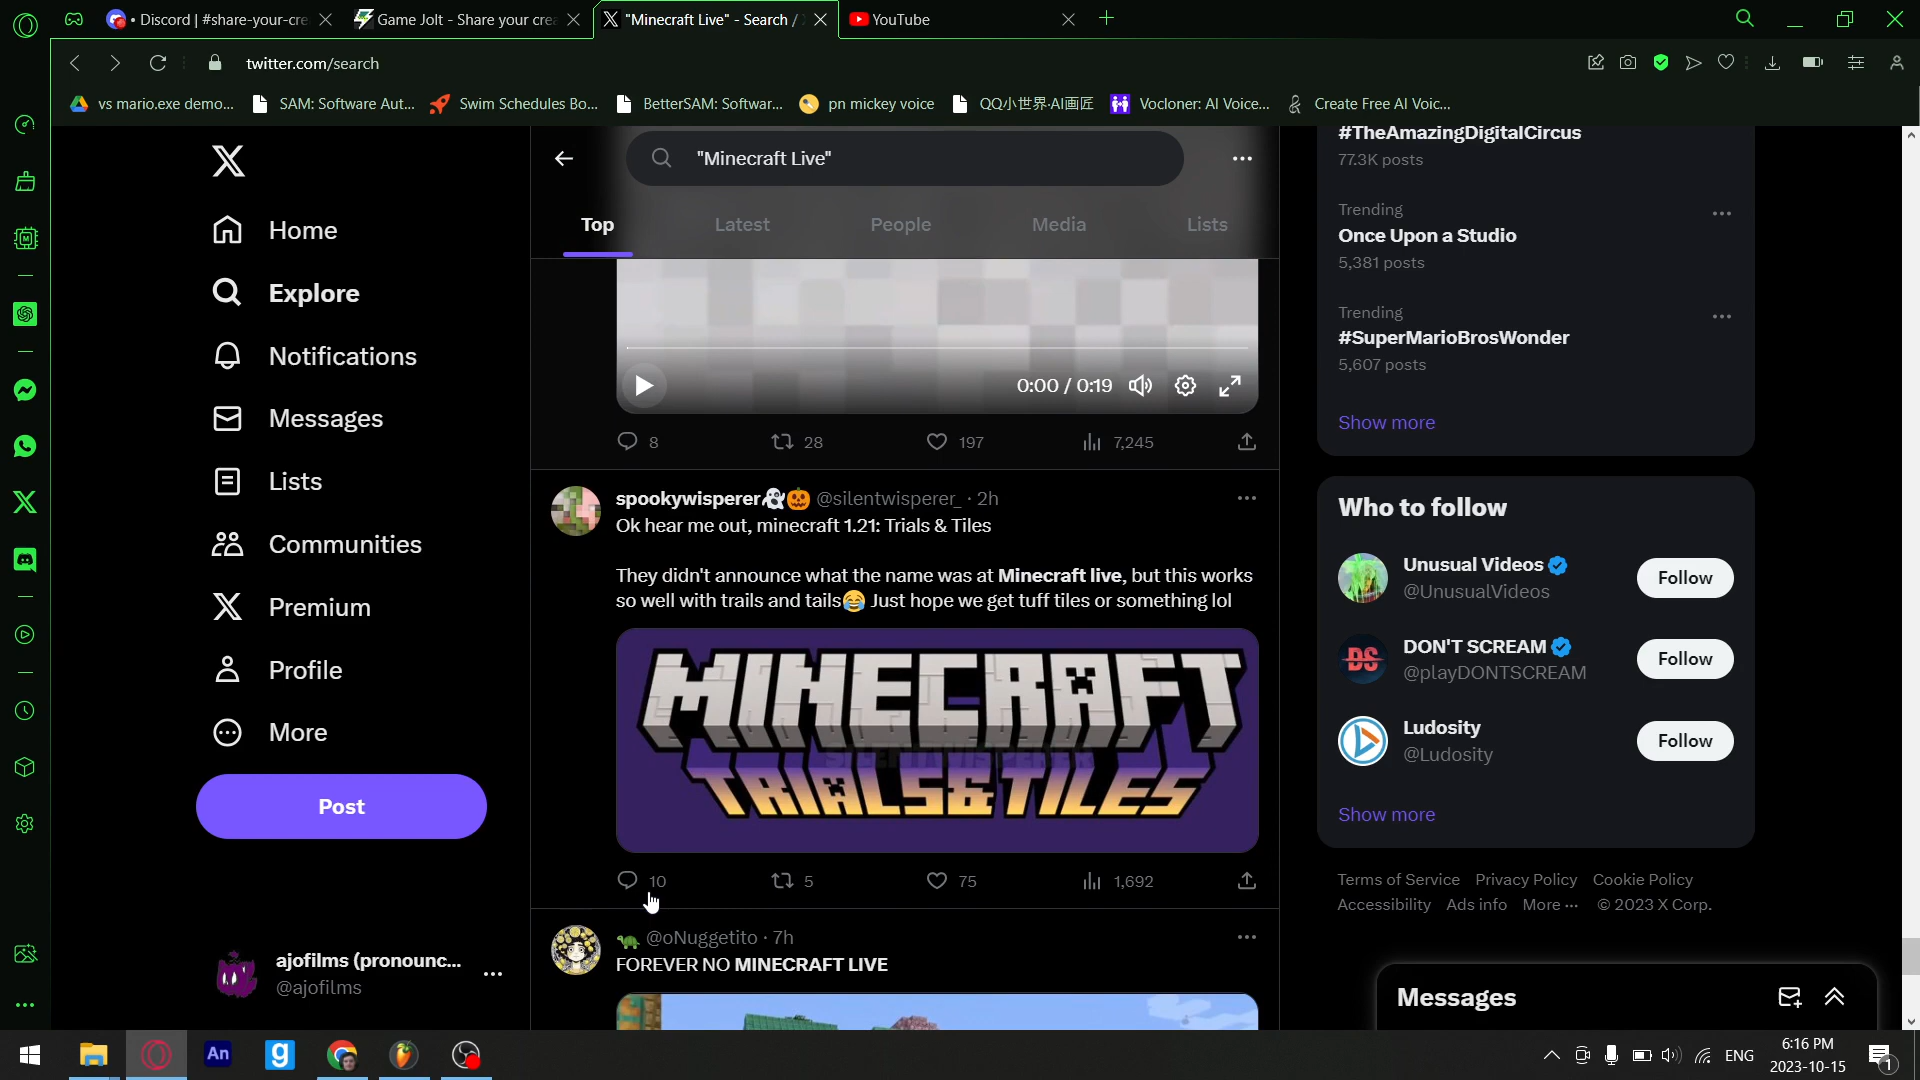 • Discord | #share-your-cre
Game Jolt - Share your crea
"Minecraft Live" - Search /
YouTube
twitter.com/search
vs mario.exe demo...
SAM: Software Aut...
Swim Schedules Bo...
BetterSAM: Softwar...
pn mickey voice
QQ小世界·AI画匠
Vocloner: AI Voice...
Create Free AI Voic...
Home
Explore
Notifications
Messages
Lists
Communities
Premium
Profile
More
Post
ajofilms (pronounc...
@ajofilms
"Minecraft Live"
Top
Latest
People
Media
Lists
0:00 / 0:19
8
28
197
7,245
spookywisperer👻🎃 @silentwisperer_ · 2h
Ok hear me out, minecraft 1.21: Trials & Tiles
They didn't announce what the name was at Minecraft live, but this works
so well with trails and tails😂 Just hope we get tuff tiles or something lol
MINECRAFT
SILENTWISPERER
TRIALS&TILES
10
5
75
1,692
🐢 @oNuggetito · 7h
FOREVER NO MINECRAFT LIVE
#TheAmazingDigitalCircus
77.3K posts
Trending
Once Upon a Studio
5,381 posts
Trending
#SuperMarioBrosWonder
5,607 posts
Show more
Who to follow
Unusual Videos
@UnusualVideos
Follow
DS
DON'T SCREAM
@playDONTSCREAM
Follow
Ludosity
@Ludosity
Follow
Show more
Terms of Service Privacy Policy Cookie Policy
Accessibility Ads info More ··· © 2023 X Corp.
Messages
An
g
ENG
6:16 PM
2023-10-15
1